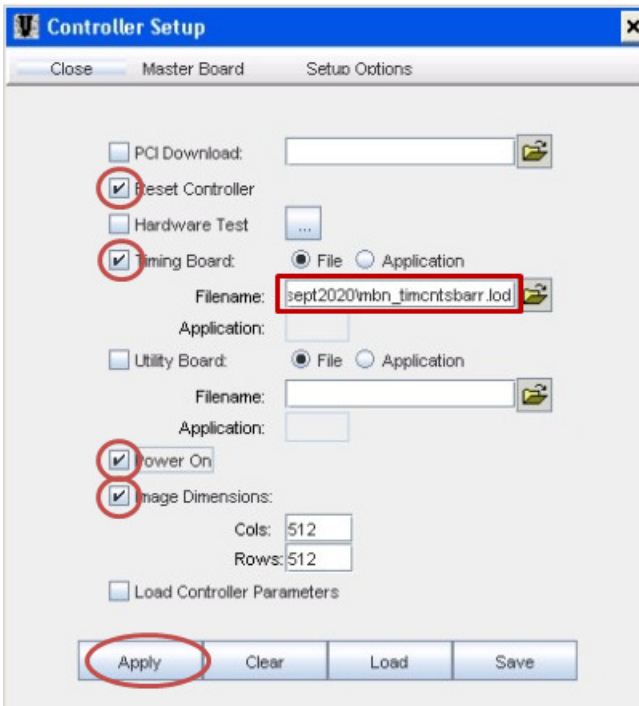 Controller Setup
Close Master Board Setup Options
PCI Download:
Reset Controller
Hardware Test ...
Timing Board: File Application
Filename: sept2020\mbn_timcntsbarr.lod
Application:
Utility Board: File Application
Filename:
Application:
Power On
Image Dimensions:
Cols: 512
Rows: 512
Load Controller Parameters
Apply Clear Load Save